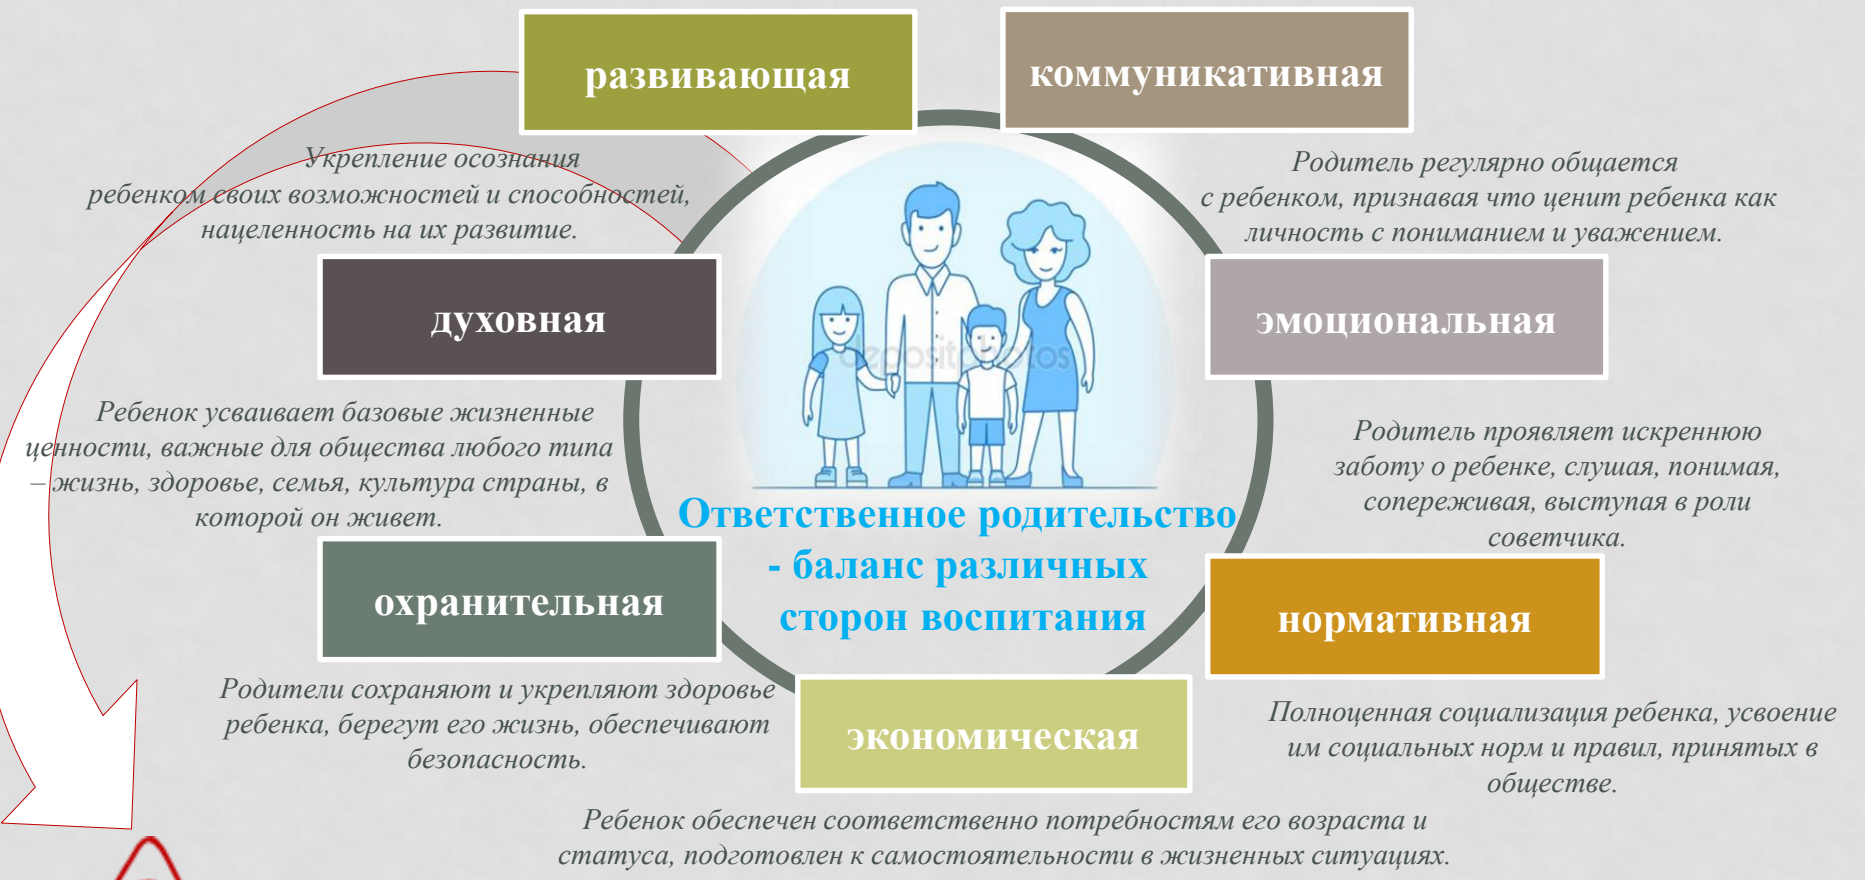 развивающая
Укрепление осознания
ребенком своих возможностей и способностей,
нацеленность на их развитие.
коммуникативная
Родитель регулярно общается
с ребенком, признавая что ценит ребенка как
личность с пониманием и уважением.
духовная
Ребенок усваивает базовые жизненные
ценности, важные для общества любого типа
– жизнь, здоровье, семья, культура страны, в
которой он живет.
эмоциональная
Родитель проявляет искреннюю
заботу о ребенке, слушая, понимая,
сопереживая, выступая в роли
советчика.
depositphotos
Ответственное родительство
- баланс различных
сторон воспитания
охранительная
Родители сохраняют и укрепляют здоровье
ребенка, берегут его жизнь, обеспечивают
безопасность.
нормативная
Полноценная социализация ребенка, усвоение
им социальных норм и правил, принятых в
обществе.
экономическая
Ребенок обеспечен соответственно потребностям его возраста и
статуса, подготовлен к самостоятельности в жизненных ситуациях.